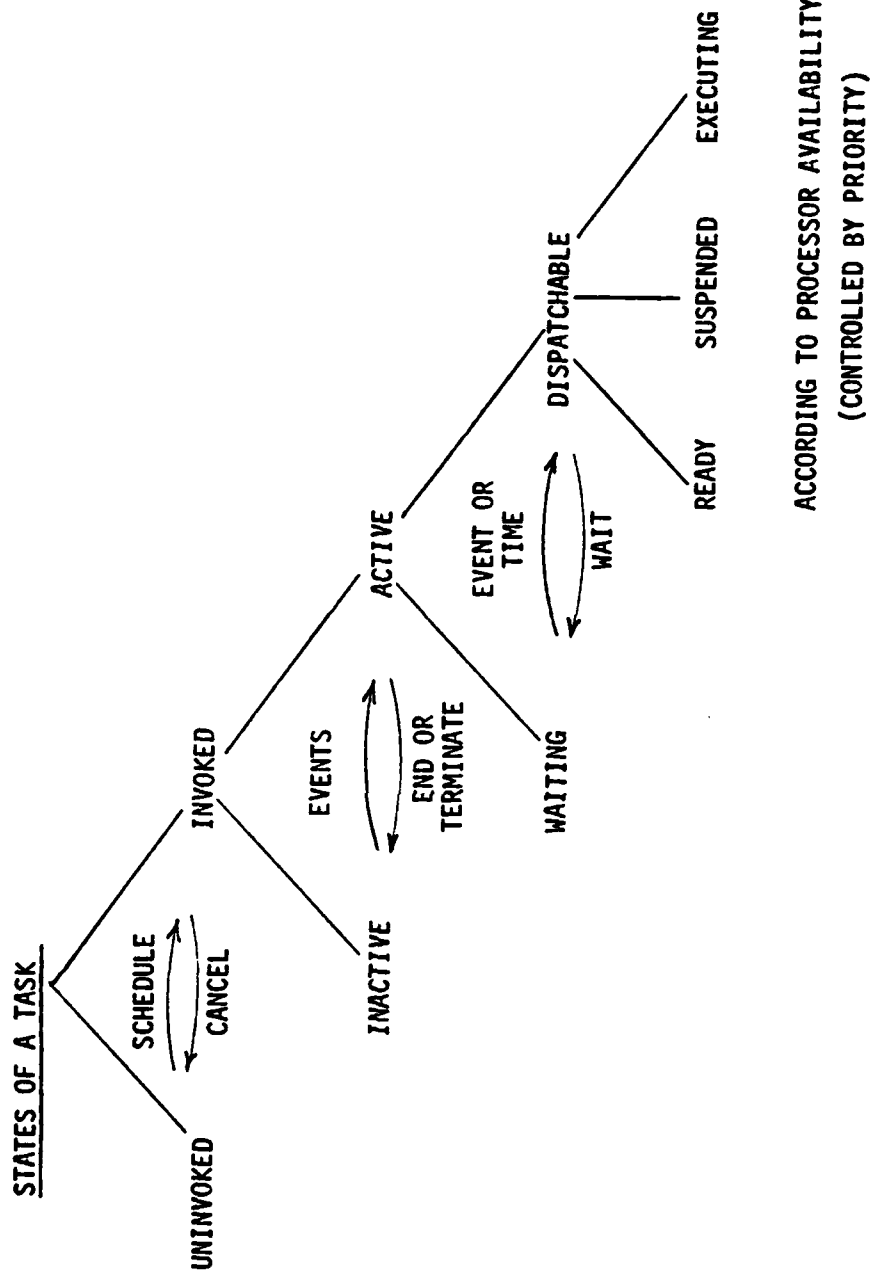 STATES OF A TASK
UNINVOKED
SCHEDULE
CANCEL
INVOKED
INACTIVE
EVENTS
END OR
TERMINATE
ACTIVE
WAITING
EVENT OR
TIME
WAIT
DISPATCHABLE
READY
SUSPENDED
EXECUTING
ACCORDING TO PROCESSOR AVAILABILITY
(CONTROLLED BY PRIORITY)